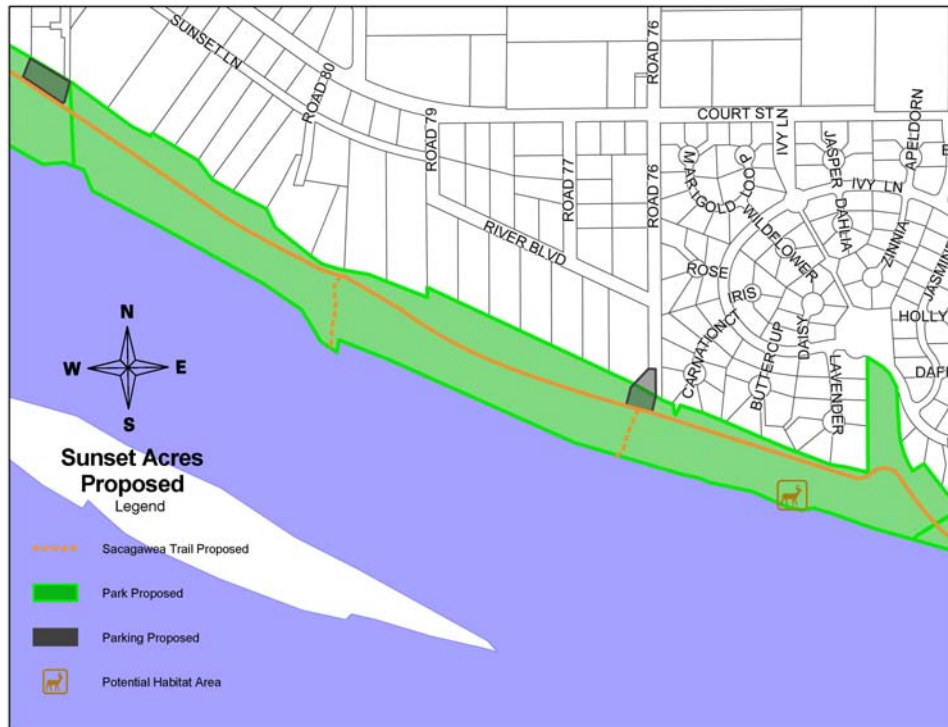 SUNSET LN
ROAD 80
ROAD 79
ROAD 77
ROAD 76
ROAD 76
COURT ST
IVY LN
JASPER
APELDORN
E
MARIGOLD LOOP
IVY LN
DAHLIA
WILDFLOWER
ZINNIA
JASMINE
RIVER BLVD
ROSE
IRIS
HOLLY
CARNATION CT
BUTTERCUP
DAISY
LAVENDER
DAFF
N
W E
S
Sunset Acres
Proposed
Legend
Sacagawea Trail Proposed
Park Proposed
Parking Proposed
Potential Habitat Area